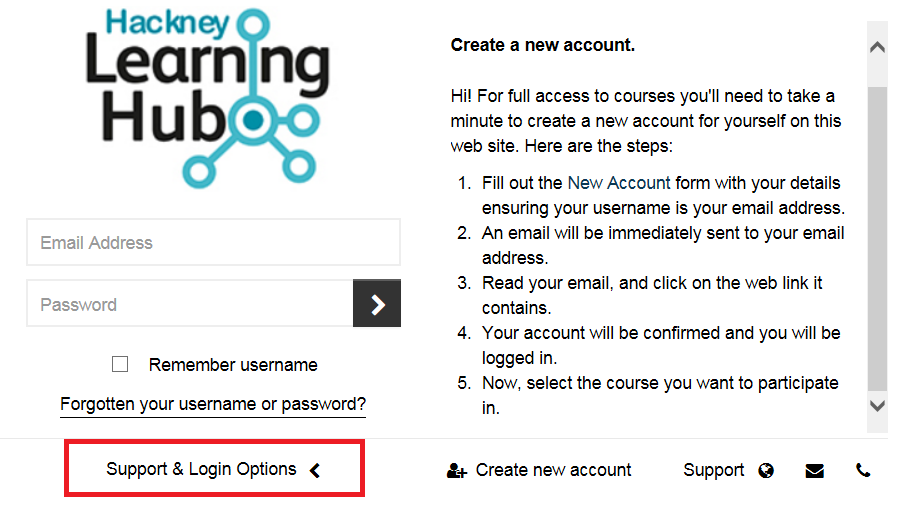 Hackney
Learning
Hub
Email Address
Password
Remember username
Forgotten your username or password?
Support & Login Options
Create a new account.
Hi! For full access to courses you'll need to take a
minute to create a new account for yourself on this
web site. Here are the steps:
1. Fill out the New Account form with your details
ensuring your username is your email address.
2. An email will be immediately sent to your email
address.
3. Read your email, and click on the web link it
contains.
4. Your account will be confirmed and you will be
logged in.
5. Now, select the course you want to participate
in.
Create new account
Support